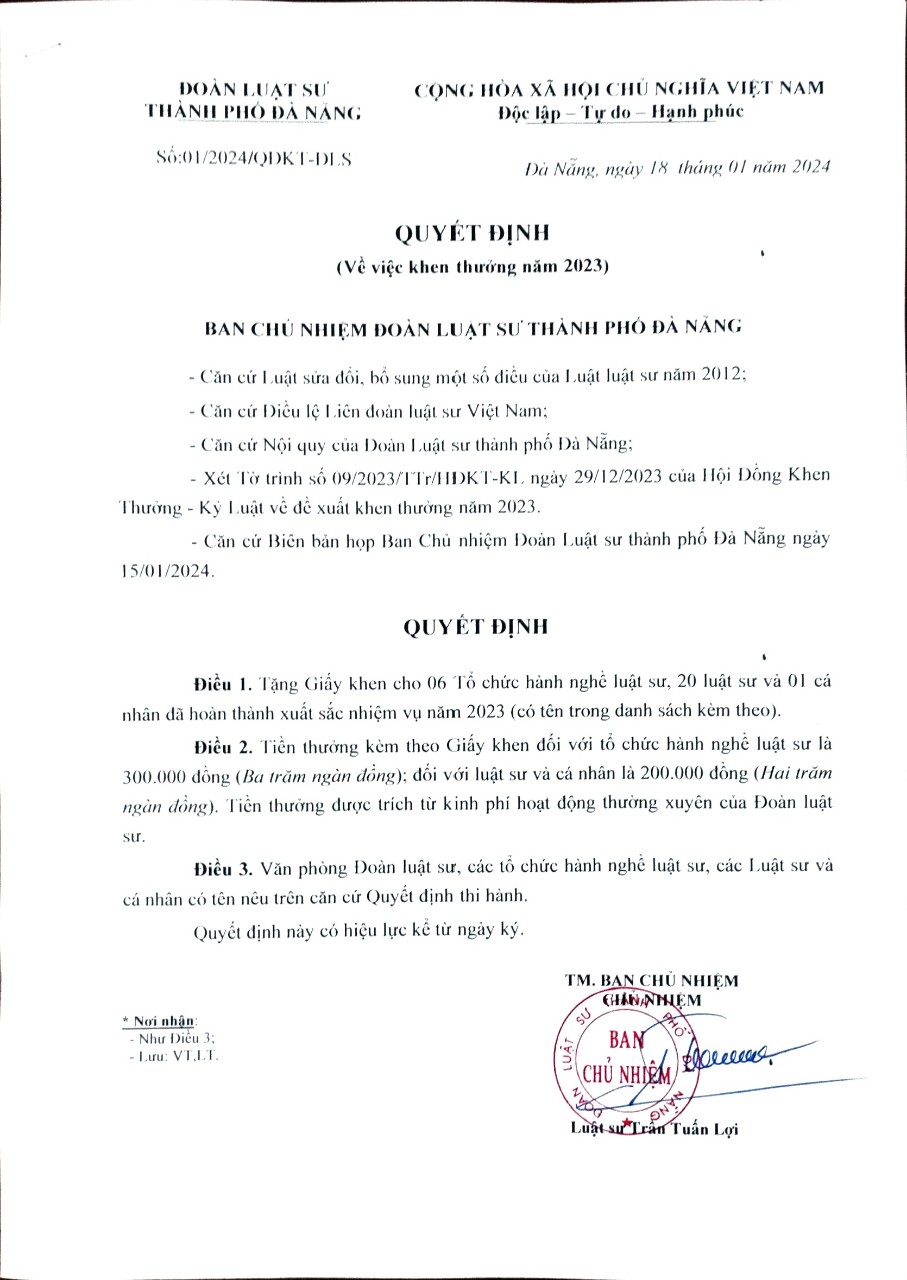 ĐOÀN LUẬT SƯ
THÀNH PHỐ ĐÀ NẴNG
Số:01/2024/QĐKT-ĐLS
CỘNG HÒA XÃ HỘI CHỦ NGHĨA VIỆT NAM
Độc lập – Tự do – Hạnh phúc
Đà Nẵng, ngày 18 tháng 01 năm 2024
QUYẾT ĐỊNH
(Về việc khen thưởng năm 2023)
BAN CHỦ NHIỆM ĐOÀN LUẬT SƯ THÀNH PHỐ ĐÀ NẴNG
- Căn cứ Luật sửa đổi, bổ sung một số điều của Luật luật sư năm 2012;
- Căn cứ Điều lệ Liên đoàn luật sư Việt Nam;
- Căn cứ Nội quy của Đoàn Luật sư thành phố Đà Nẵng;
- Xét Tờ trình số 09/2023/TTr/HĐKT-KL ngày 29/12/2023 của Hội Đồng Khen
Thưởng - Kỷ Luật về đề xuất khen thưởng năm 2023.
- Căn cứ Biên bản họp Ban Chủ nhiệm Đoàn Luật sư thành phố Đà Nẵng ngày
15/01/2024.
QUYẾT ĐỊNH
Điều 1. Tặng Giấy khen cho 06 Tổ chức hành nghề luật sư, 20 luật sư và 01 cá
nhân đã hoàn thành xuất sắc nhiệm vụ năm 2023 (có tên trong danh sách kèm theo).
Điều 2. Tiền thưởng kèm theo Giấy khen đối với tổ chức hành nghề luật sư là
300.000 đồng (Ba trăm ngàn đồng); đối với luật sư và cá nhân là 200.000 đồng (Hai trăm
ngàn đồng). Tiền thưởng được trích từ kinh phí hoạt động thường xuyên của Đoàn luật
sư.
Điều 3. Văn phòng Đoàn luật sư, các tổ chức hành nghề luật sư, các Luật sư và
cá nhân có tên nêu trên căn cứ Quyết định thi hành.
Quyết định này có hiệu lực kể từ ngày ký.
TM. BAN CHỦ NHIỆM
CHỦ NHIỆM
* Nơi nhận:
- Như Điều 3;
- Lưu: VT,LT.
ĐOÀN LUẬT SƯ THÀNH PHỐ ĐÀ NẴNG
BAN
CHỦ NHIỆM
Luật sư Trần Tuấn Lợi